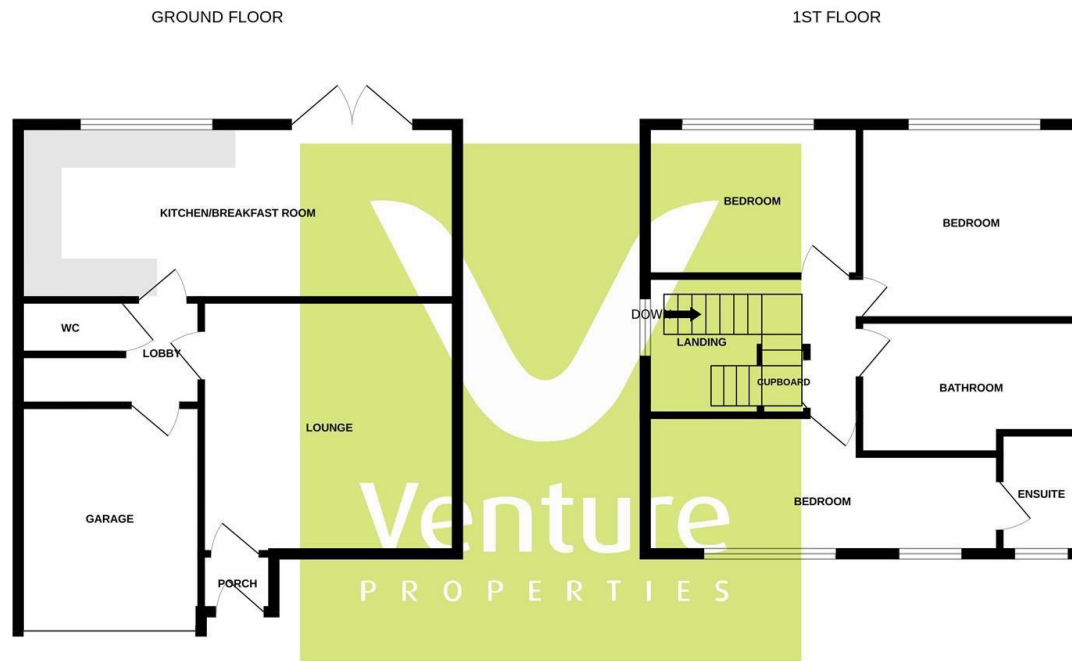 GROUND FLOOR
1ST FLOOR
KITCHEN/BREAKFAST ROOM
WC
LOBBY
LOUNGE
GARAGE
PORCH
BEDROOM
BEDROOM
DOWN
LANDING
CUPBOARD
BATHROOM
BEDROOM
ENSUITE
Venture
PROPERTIES